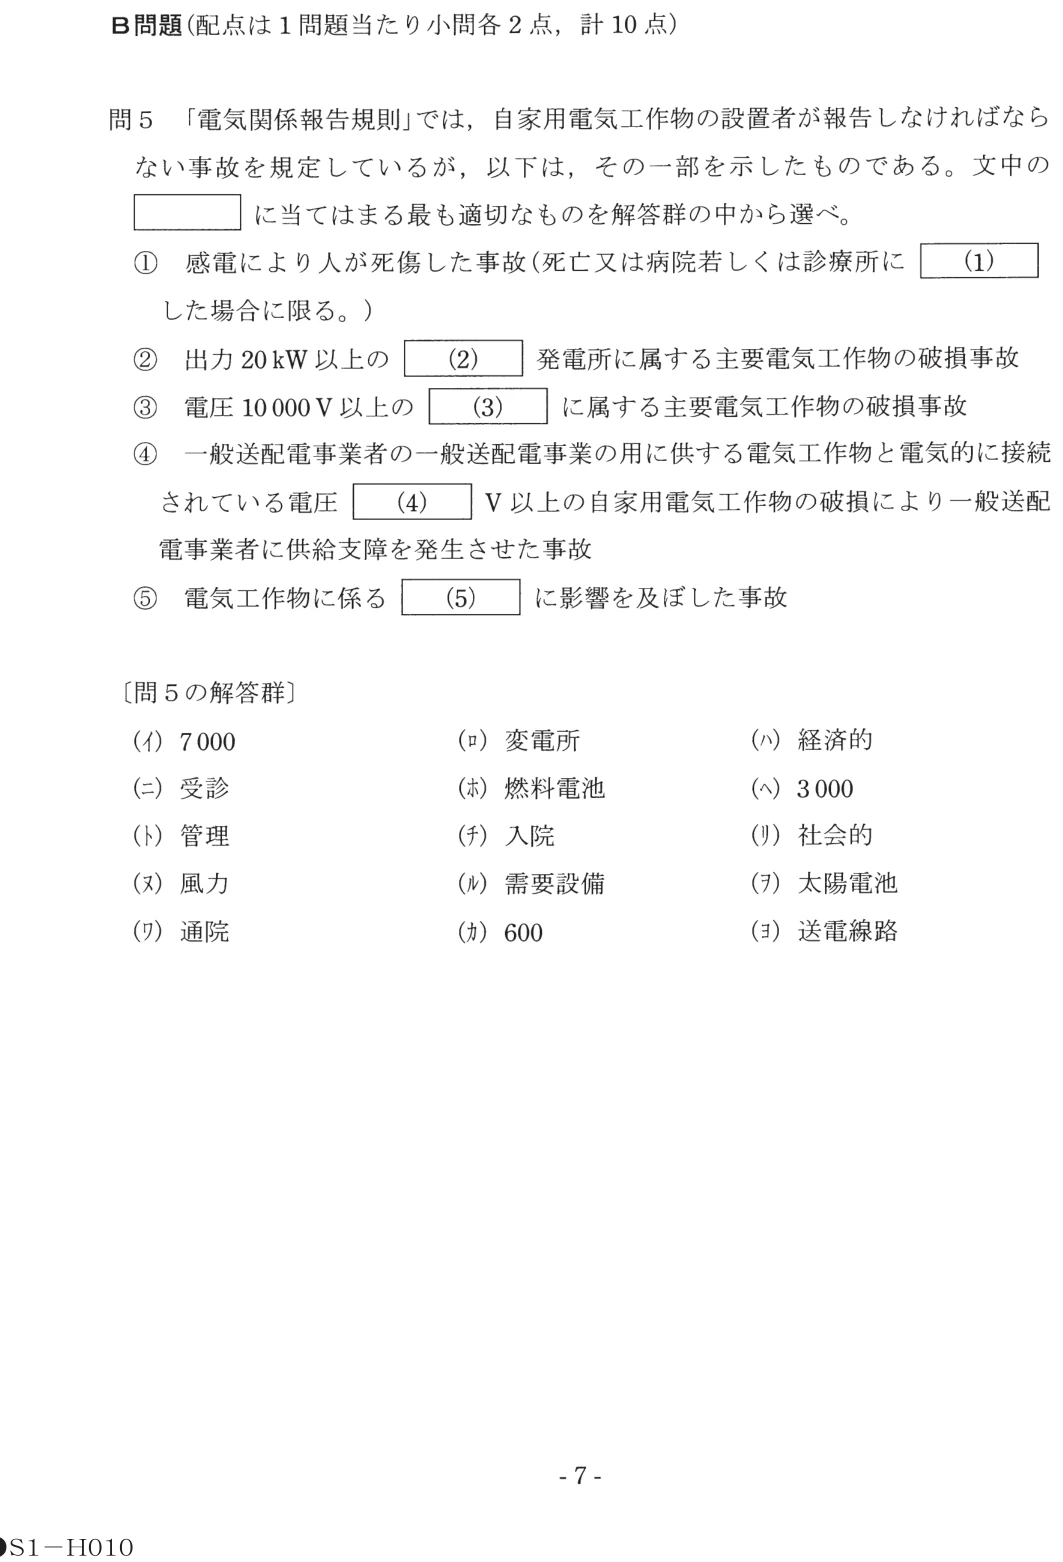 B問題(配点は1問題当たり小問各2点，計10点)
問5 「電気関係報告規則」では，自家用電気工作物の設置者が報告しなければなら
ない事故を規定しているが，以下は，その一部を示したものである。文中の
に当てはまる最も適切なものを解答群の中から選べ。
① 感電により人が死傷した事故(死亡又は病院若しくは診療所に (1)
した場合に限る。)
② 出力20kW以上の (2) 発電所に属する主要電気工作物の破損事故
③ 電圧10000V以上の (3) に属する主要電気工作物の破損事故
④ 一般送配電事業者の一般送配電事業の用に供する電気工作物と電気的に接続
されている電圧 (4) V以上の自家用電気工作物の破損により一般送配
電事業者に供給支障を発生させた事故
⑤ 電気工作物に係る (5) に影響を及ぼした事故
〔問5の解答群〕
(イ) 7000 (ロ) 変電所 (ハ) 経済的
(ニ) 受診 (ホ) 燃料電池 (ヘ) 3000
(ト) 管理 (チ) 入院 (リ) 社会的
(ヌ) 風力 (ル) 需要設備 (ヲ) 太陽電池
(ワ) 通院 (カ) 600 (ヨ) 送電線路
- 7 -
●S1－H010